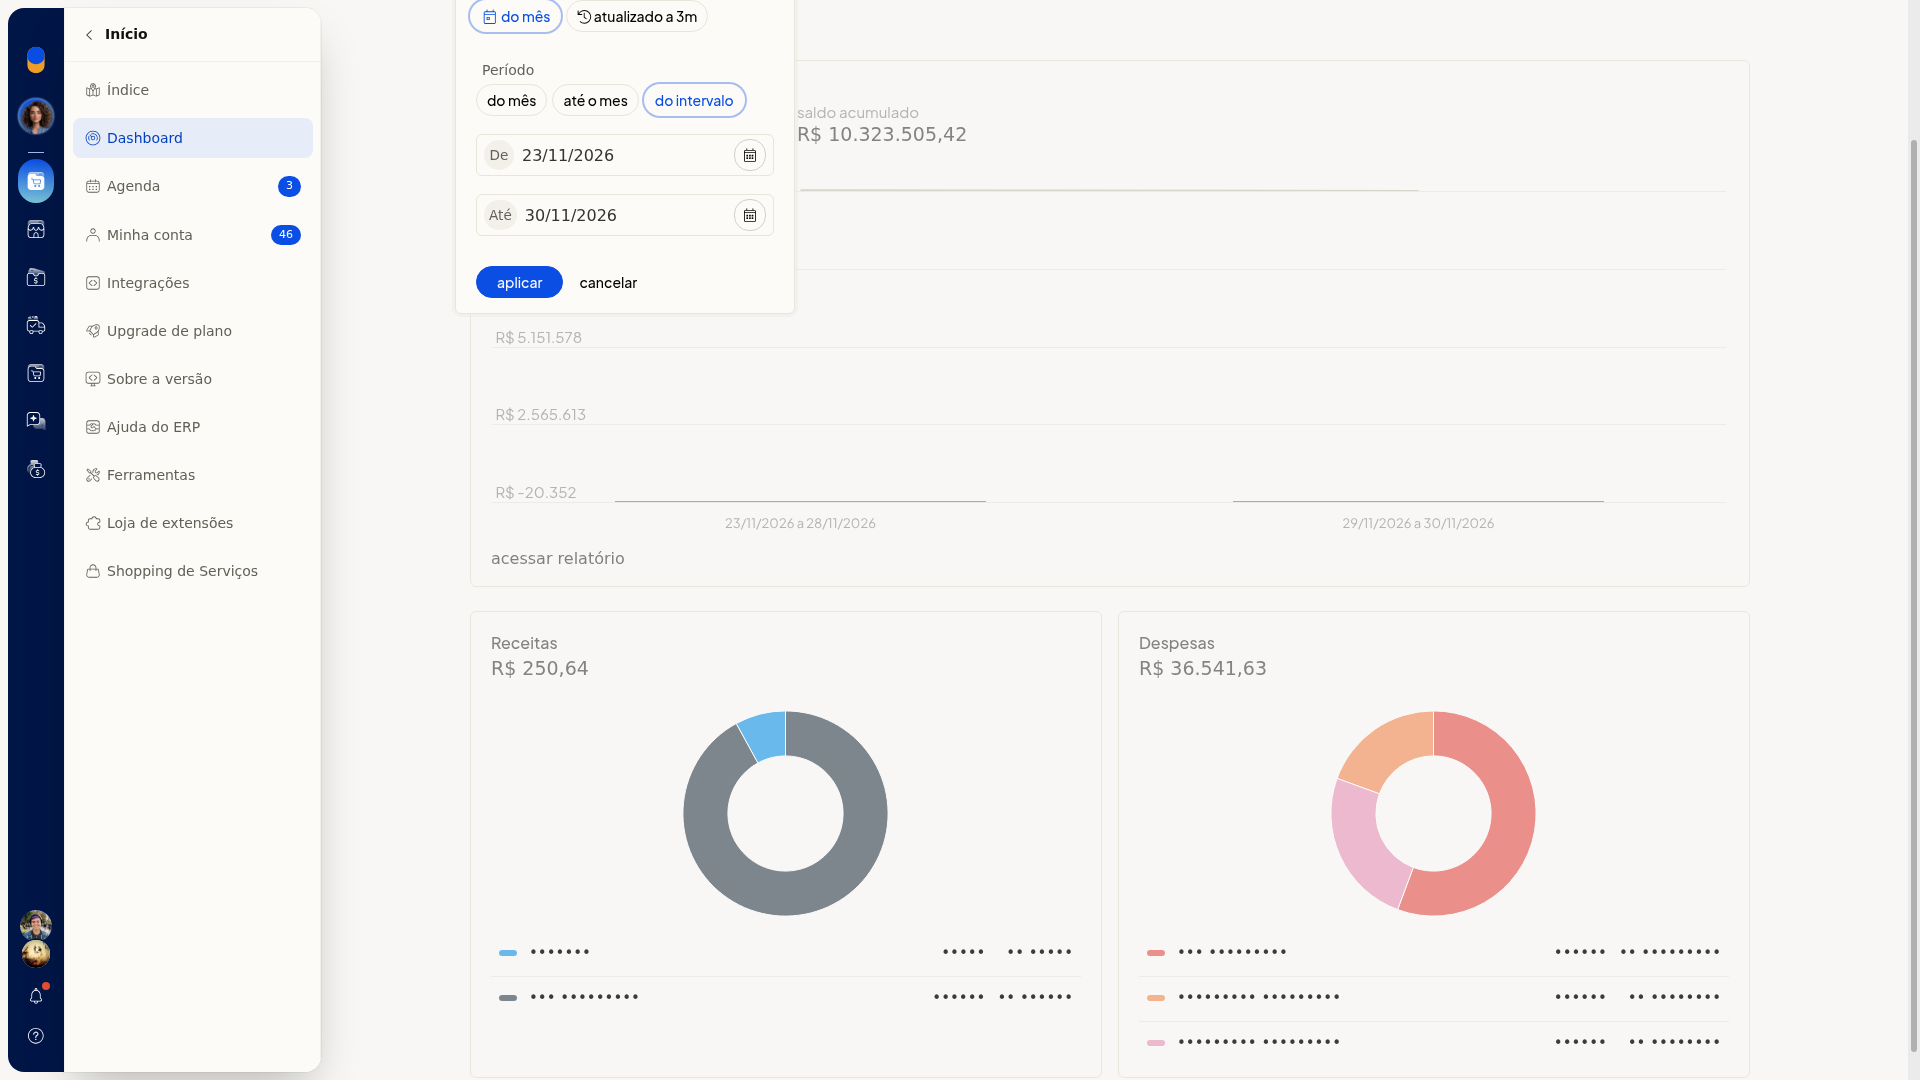 Início
Índice
Dashboard
Agenda
3
Minha conta
46
Integrações
Upgrade de plano
Sobre a versão
Ajuda do ERP
Ferramentas
Loja de extensões
Shopping de Serviços
do mês
atualizado a 3m
Período
do mês
até o mes
do intervalo
De
23/11/2026
Até
30/11/2026
aplicar
cancelar
saldo acumulado
R$ 10.323.505,42
R$ 5.151.578
R$ 2.565.613
R$ -20.352
23/11/2026 a 28/11/2026
29/11/2026 a 30/11/2026
acessar relatório
Receitas
R$ 250,64
Despesas
R$ 36.541,63